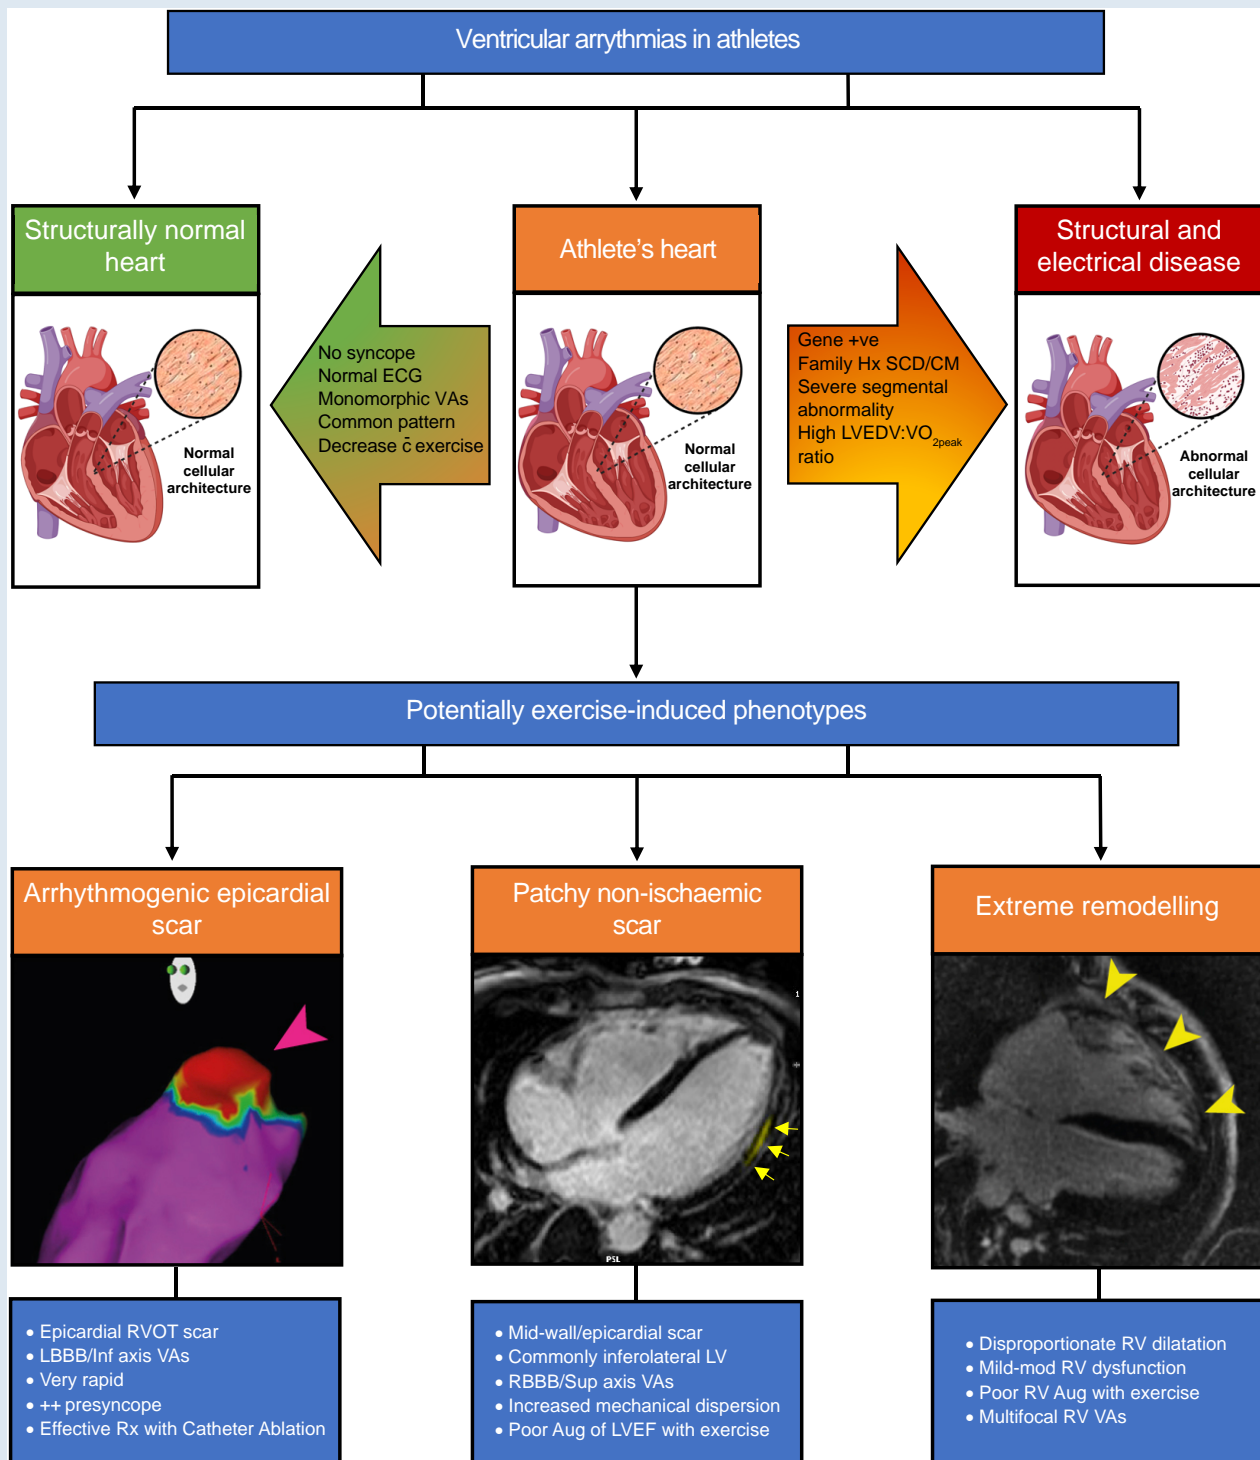 Ventricular arrythmias in athletes
Structurally normal
heart
Athlete's heart
Structural and
electrical disease
Normal
cellular
architecture
No syncope
Normal ECG
Monomorphic VAs
Common pattern
Decrease c̄ exercise
Normal
cellular
architecture
Gene +ve
Family Hx SCD/CM
Severe segmental
abnormality
High LVEDV:VO2peak
ratio
Abnormal
cellular
architecture
Potentially exercise-induced phenotypes
Arrhythmogenic epicardial
scar
Patchy non-ischaemic
scar
Extreme remodelling
1
PSL
• Epicardial RVOT scar
• LBBB/Inf axis VAs
• Very rapid
• ++ presyncope
• Effective Rx with Catheter Ablation
• Mid-wall/epicardial scar
• Commonly inferolateral LV
• RBBB/Sup axis VAs
• Increased mechanical dispersion
• Poor Aug of LVEF with exercise
• Disproportionate RV dilatation
• Mild-mod RV dysfunction
• Poor RV Aug with exercise
• Multifocal RV VAs